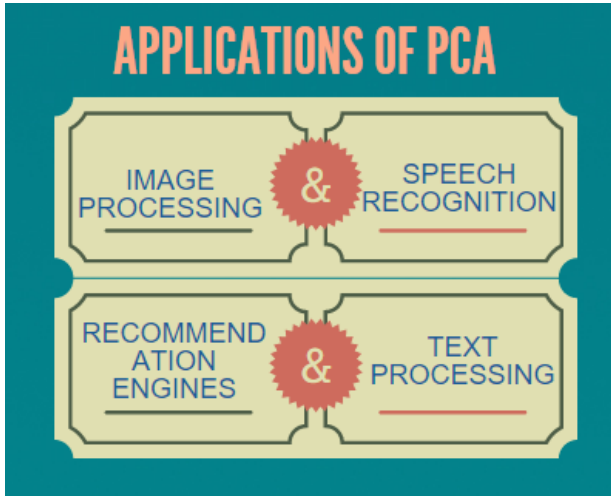 APPLICATIONS OF PCA
IMAGE
PROCESSING
&
SPEECH
RECOGNITION
RECOMMEND
ATION
ENGINES
&
TEXT
PROCESSING